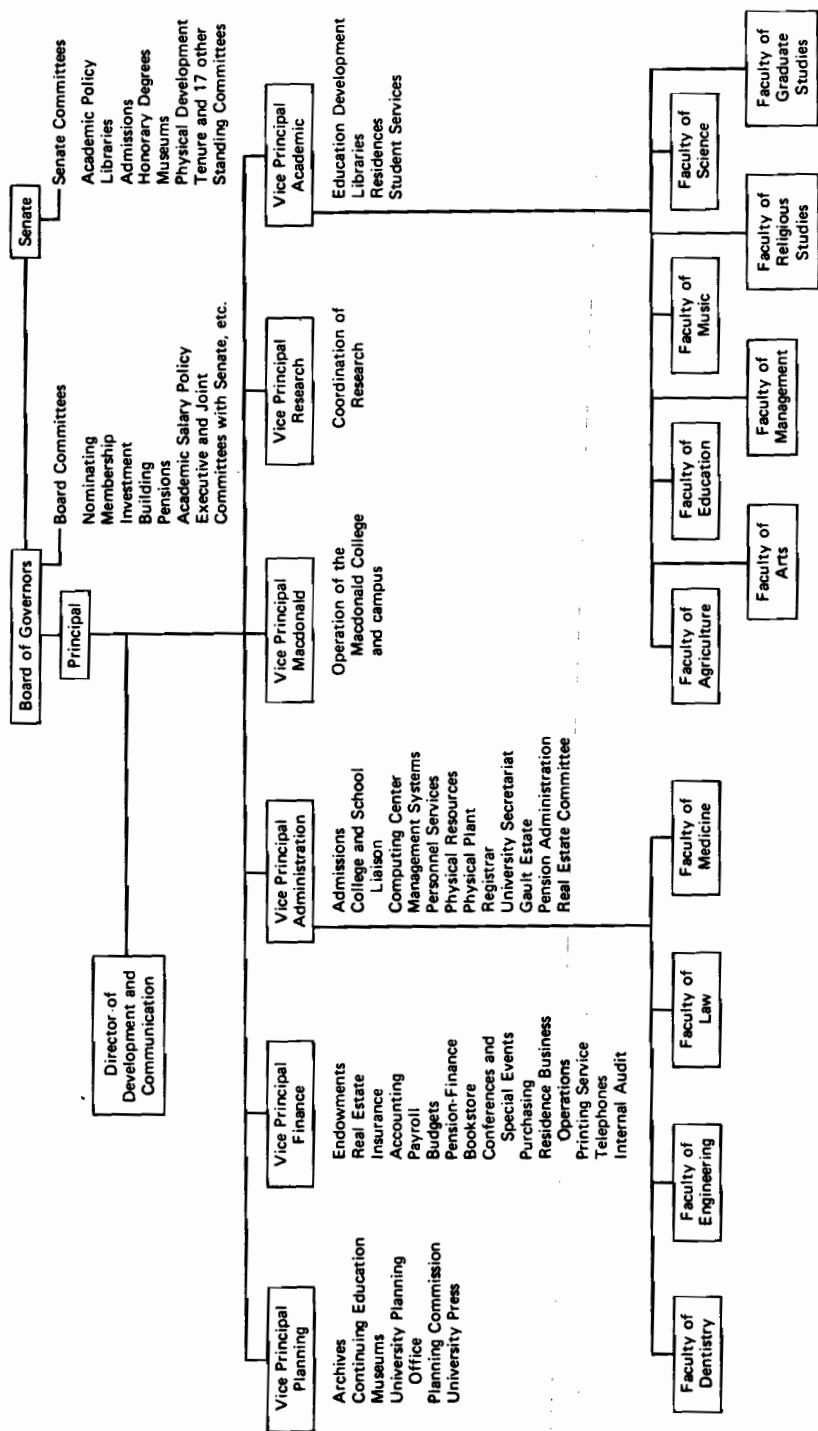 Board of Governors
Senate
Board Committees
Nominating
Membership
Investment
Building
Pensions
Academic Salary Policy
Executive and Joint
Committees with Senate, etc.
Senate Committees
Academic Policy
Libraries
Admissions
Honorary Degrees
Museums
Physical Development
Tenure and 17 other
Standing Committees
Principal
Director of
Development and
Communication
Vice Principal
Planning
Archives
Continuing Education
Museums
University Planning
Office
Planning Commission
University Press
Vice Principal
Finance
Endowments
Real Estate
Insurance
Accounting
Payroll
Budgets
Pension-Finance
Bookstore
Conferences and
Special Events
Purchasing
Residence Business
Operations
Printing Service
Telephones
Internal Audit
Vice Principal
Administration
Admissions
College and School
Liaison
Computing Center
Management Systems
Personnel Services
Physical Resources
Physical Plant
Registrar
University Secretariat
Gault Estate
Pension Administration
Real Estate Committee
Vice Principal
Macdonald
Operation of the
Macdonald College
and campus
Vice Principal
Research
Coordination of
Research
Vice Principal
Academic
Education Development
Libraries
Residences
Student Services
Faculty of
Dentistry
Faculty of
Engineering
Faculty of
Law
Faculty of
Medicine
Faculty of
Agriculture
Faculty of
Arts
Faculty of
Education
Faculty of
Management
Faculty of
Music
Faculty of
Religious
Studies
Faculty of
Science
Faculty of
Graduate
Studies